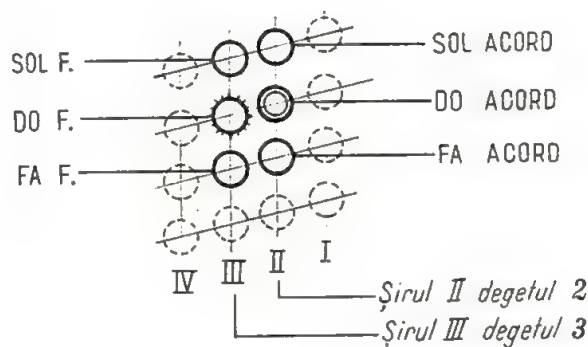 SOL F.
SOL ACORD
DO F.
DO ACORD
FA F.
FA ACORD
IV III II I
Șirul II degetul 2
Șirul III degetul 3